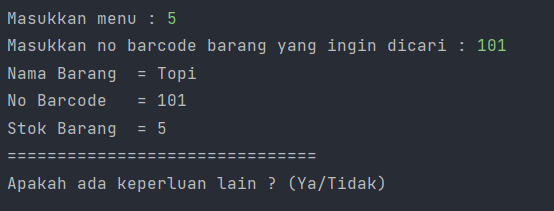 Masukkan menu : 5
Masukkan no barcode barang yang ingin dicari : 101
Nama Barang  = Topi
No Barcode   = 101
Stok Barang  = 5
===============================
Apakah ada keperluan lain ? (Ya/Tidak)